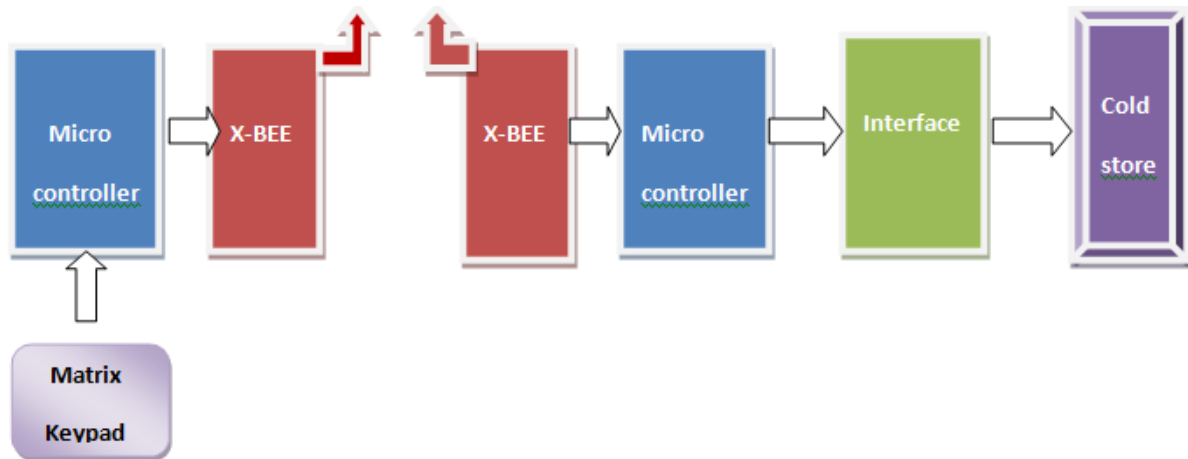 Micro
controller
X-BEE
X-BEE
Micro
controller
Interface
Cold
store
Matrix
Keypad